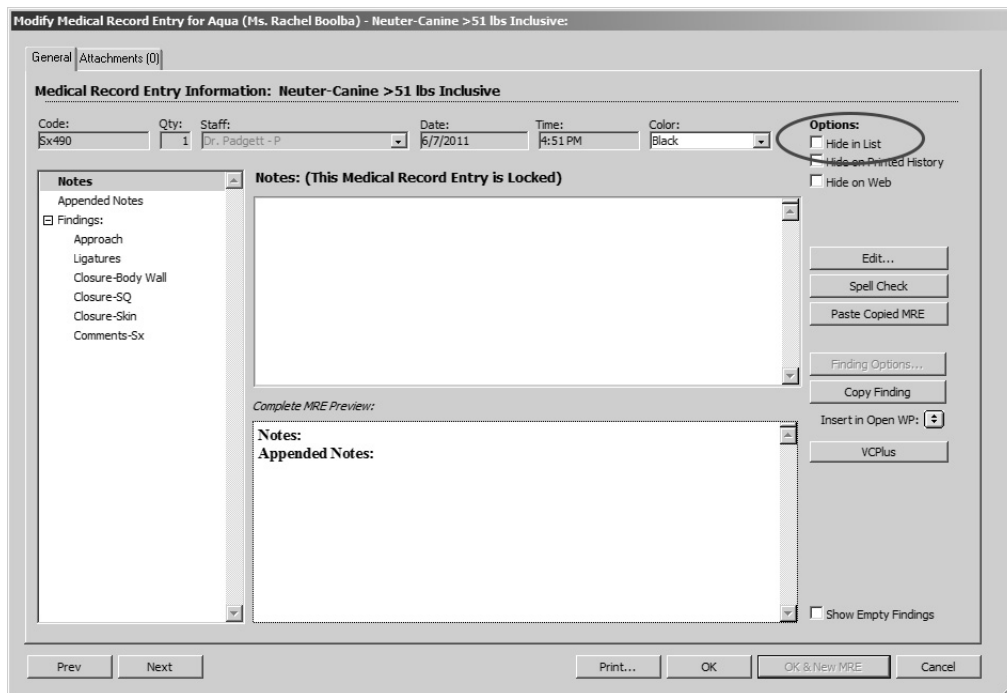 Modify Medical Record Entry for Aqua (Ms. Rachel Boolba) - Neuter-Canine >51 lbs Inclusive:
General Attachments (0)
Medical Record Entry Information: Neuter-Canine >51 lbs Inclusive
Code: Qty: Staff: Date: Time: Color: Options:
Sx490 1 Dr. Padgett - P 6/7/2011 4:51 PM Black Hide in List
Hide on Printed History
Hide on Web
Notes
Appended Notes
Findings:
Approach
Ligatures
Closure-Body Wall
Closure-SQ
Closure-Skin
Comments-Sx
Notes: (This Medical Record Entry is Locked)
Complete MRE Preview:
Notes:
Appended Notes:
Edit...
Spell Check
Paste Copied MRE
Finding Options...
Copy Finding
Insert in Open WP:
VCPlus
Show Empty Findings
Prev Next Print... OK OK & New MRE Cancel